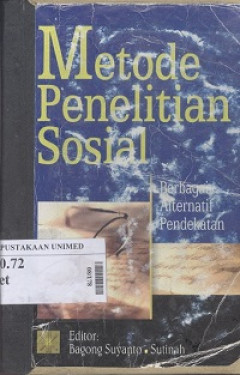 Metode
Penelitian
Sosial
Berbagai
Alternatif
Pendekatan
PUSTAKAAN UNIMED
0.72
et
Editor:
Bagong Suyanto • Sutinah